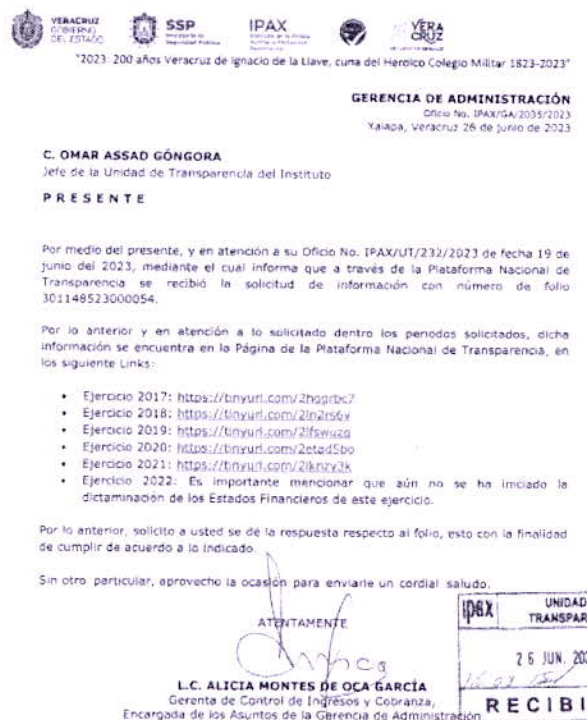 VERACRUZ
GOBIERNO
DEL ESTADO
SSP
Secretaría de
Seguridad Pública
IPAX
VERA
CRUZ
"2023: 200 años Veracruz de Ignacio de la Llave, cuna del Heroico Colegio Militar 1823-2023"
GERENCIA DE ADMINISTRACIÓN
Oficio No. IPAX/GA/2035/2023
Xalapa, Veracruz 26 de junio de 2023
C. OMAR ASSAD GÓNGORA
Jefe de la Unidad de Transparencia del Instituto
P R E S E N T E
Por medio del presente, y en atención a su Oficio No. IPAX/UT/232/2023 de fecha 19 de
junio del 2023, mediante el cual informa que a través de la Plataforma Nacional de
Transparencia se recibió la solicitud de información con número de folio
301148523000054.
Por lo anterior y en atención a lo solicitado dentro los periodos solicitados, dicha
información se encuentra en la Página de la Plataforma Nacional de Transparencia, en
los siguiente Links:
• Ejercicio 2017:
• Ejercicio 2018:
• Ejercicio 2019:
• Ejercicio 2020:
• Ejercicio 2021:
• Ejercicio 2022: Es importante mencionar que aún no se ha iniciado la
dictaminación de los Estados Financieros de este ejercicio.
Por lo anterior, solicito a usted se dé la respuesta respecto al folio, esto con la finalidad
de cumplir de acuerdo a lo indicado.
Sin otro particular, aprovecho la ocasión para enviarle un cordial saludo.
ATENTAMENTE
L.C. ALICIA MONTES DE OCA GARCÍA
Gerenta de Control de Ingresos y Cobranza,
Encargada de los Asuntos de la Gerencia de Administración
ipax
UNIDAD
TRANSPAR
26 JUN. 202
RECIBI